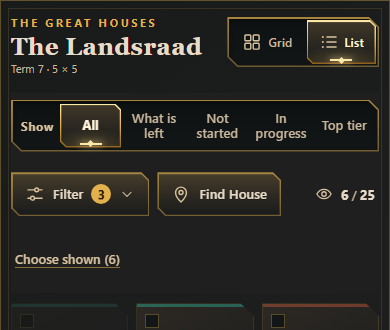 THE GREAT HOUSES
The Landsraad
Term 7 · 5 × 5
Grid
List
Show
All
What is
left
Not
started
In
progress
Top tier
Filter 3
Find House
6 / 25
Choose shown (6)